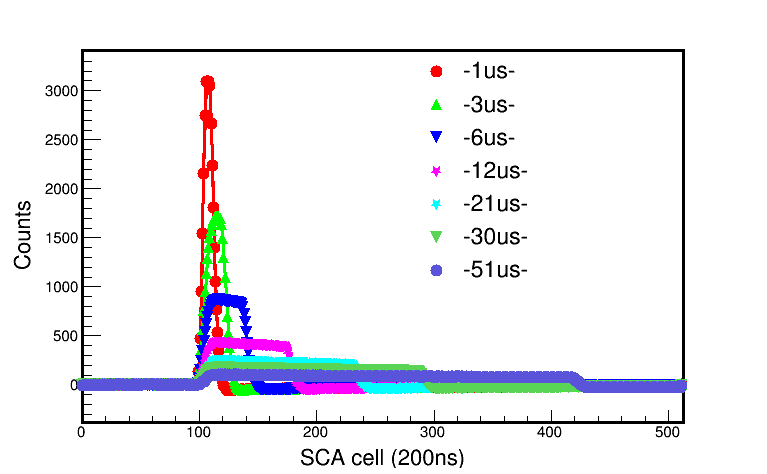 -1us-
-3us-
-6us-
-12us-
-21us-
-30us-
-51us-
3000
2500
2000
1500
1000
500
0
Counts
0 100 200 300 400 500
SCA cell (200ns)